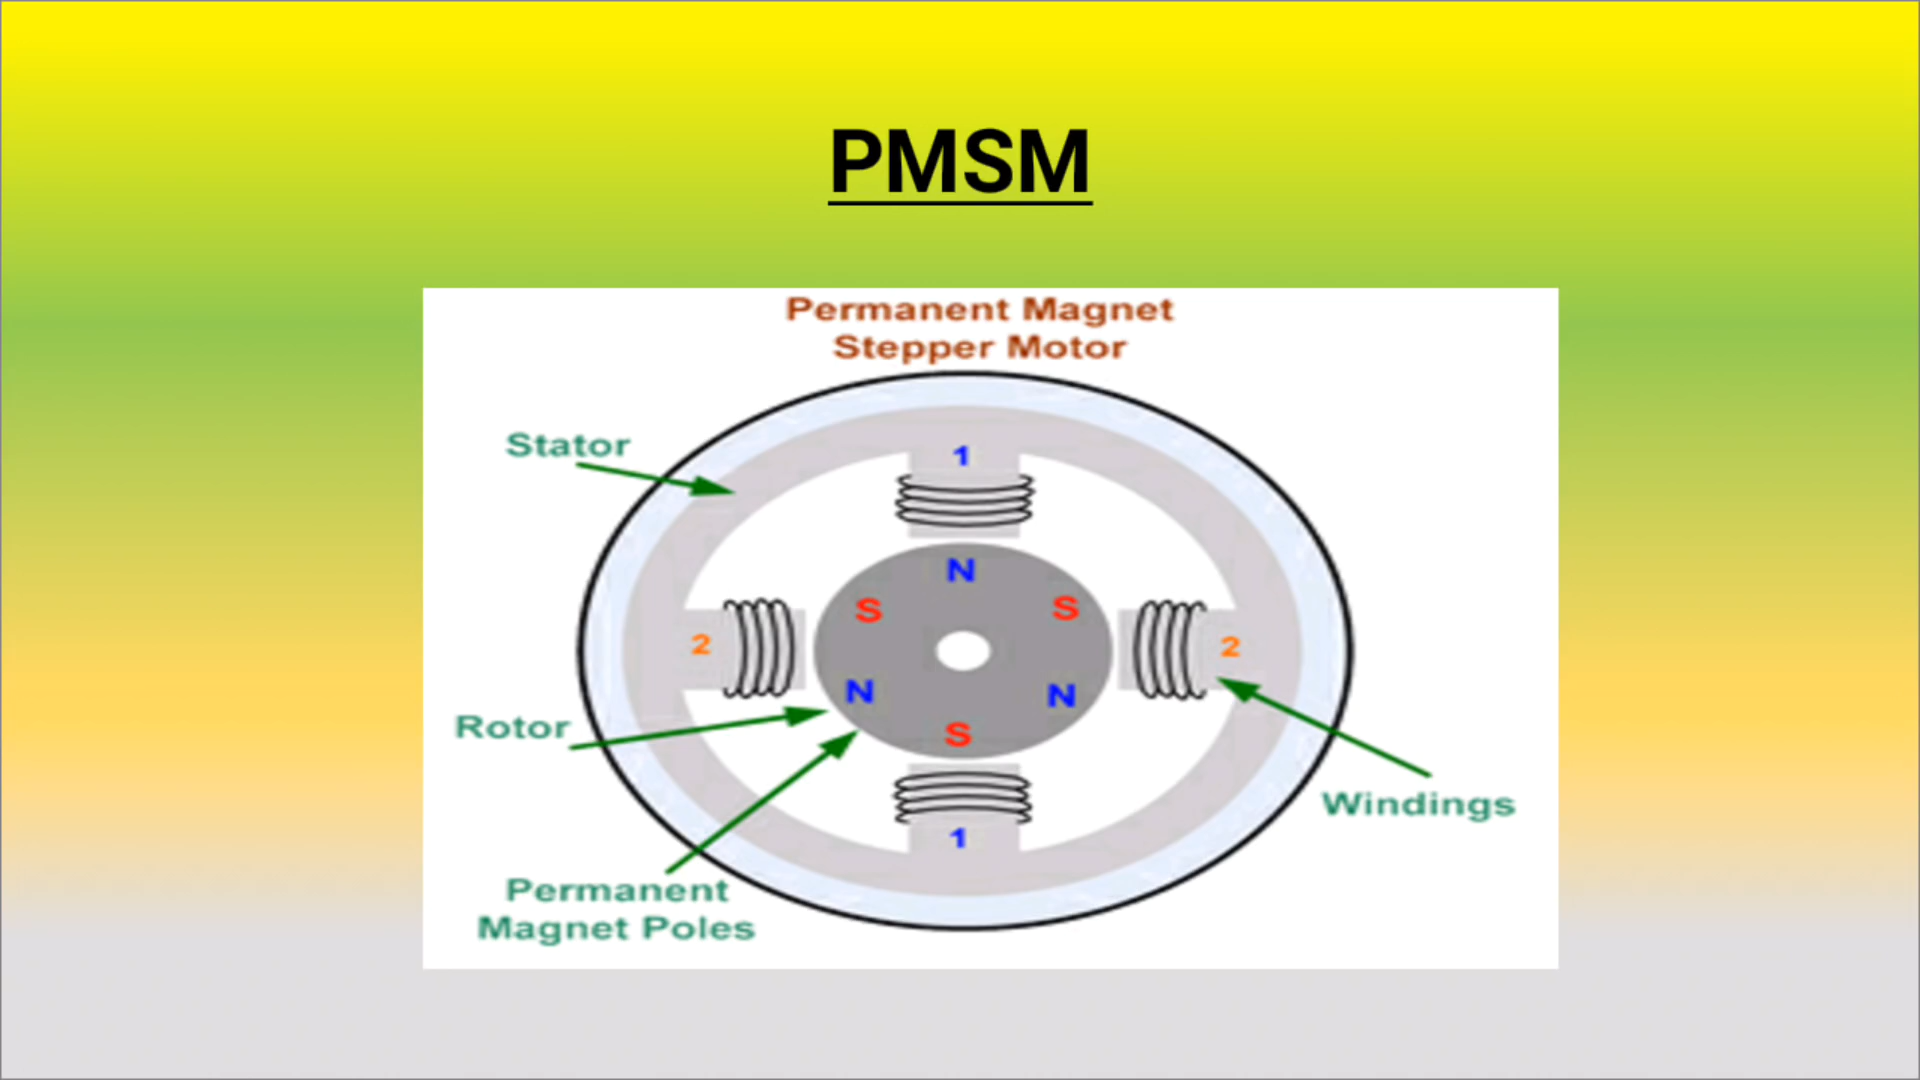 PMSM
Permanent Magnet
Stepper Motor
Stator
1
N
S S
2 2
N N
Rotor
S
Windings
1
Permanent
Magnet Poles